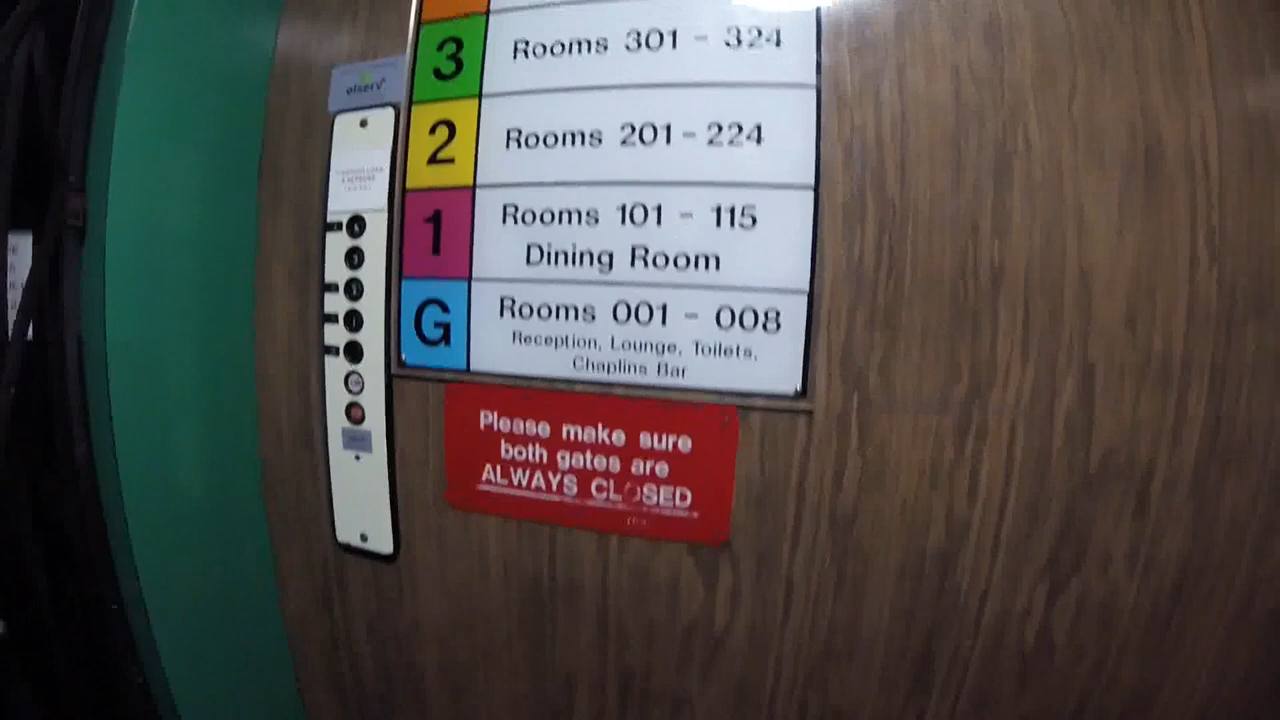 elserv
3
Rooms 301 - 324
2
Rooms 201 - 224
1
Rooms 101 - 115
Dining Room
G
Rooms 001 - 008
Reception, Lounge, Toilets,
Chaplins Bar
Please make sure
both gates are
ALWAYS CLOSED